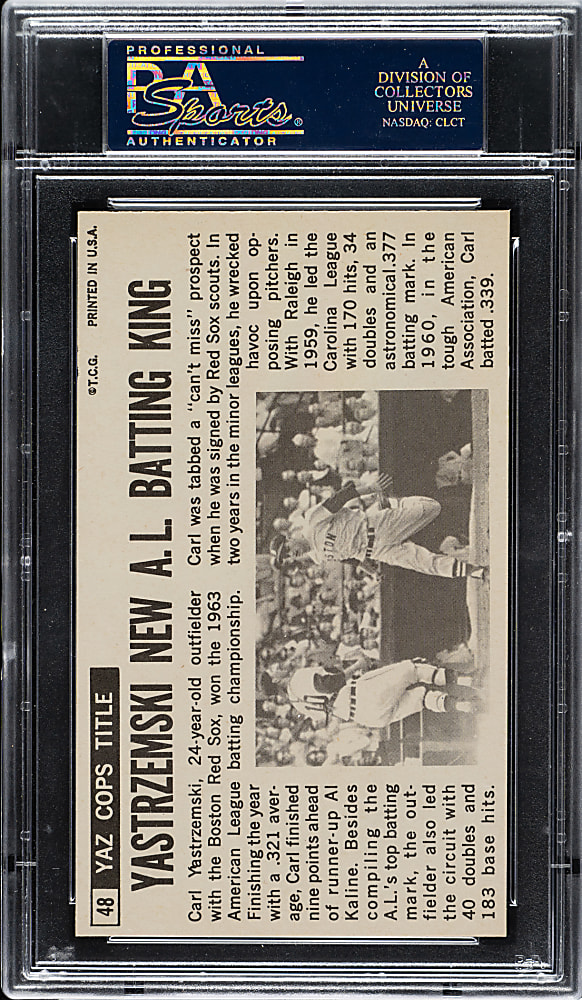 PROFESSIONAL
PSA
Sports®
AUTHENTICATOR
A
DIVISION OF
COLLECTORS
UNIVERSE
NASDAQ: CLCT
48 YAZ COPS TITLE
©T.C.G. PRINTED IN U.S.A.
YASTRZEMSKI NEW A.L. BATTING KING
Carl Yastrzemski, 24-year-old outfielder
with the Boston Red Sox, won the 1963
American League batting championship.
Finishing the year
with a .321 aver-
age, Carl finished
nine points ahead
of runner-up Al
Kaline. Besides
compiling the
A.L.'s top batting
mark, the out-
fielder also led
the circuit with
40 doubles and
183 base hits.
Carl was tabbed a "can't miss" prospect
when he was signed by Red Sox scouts. In
two years in the minor leagues, he wrecked
havoc upon op-
posing pitchers.
With Raleigh in
1959, he led the
Carolina League
with 170 hits, 34
doubles and an
astronomical.377
batting mark. In
1960, in the
tough American
Association, Carl
batted .339.
STON
PSA